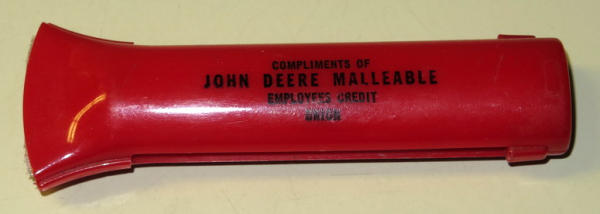 COMPLIMENTS OF
JOHN DEERE MALLEABLE
EMPLOYEES CREDIT
UNION